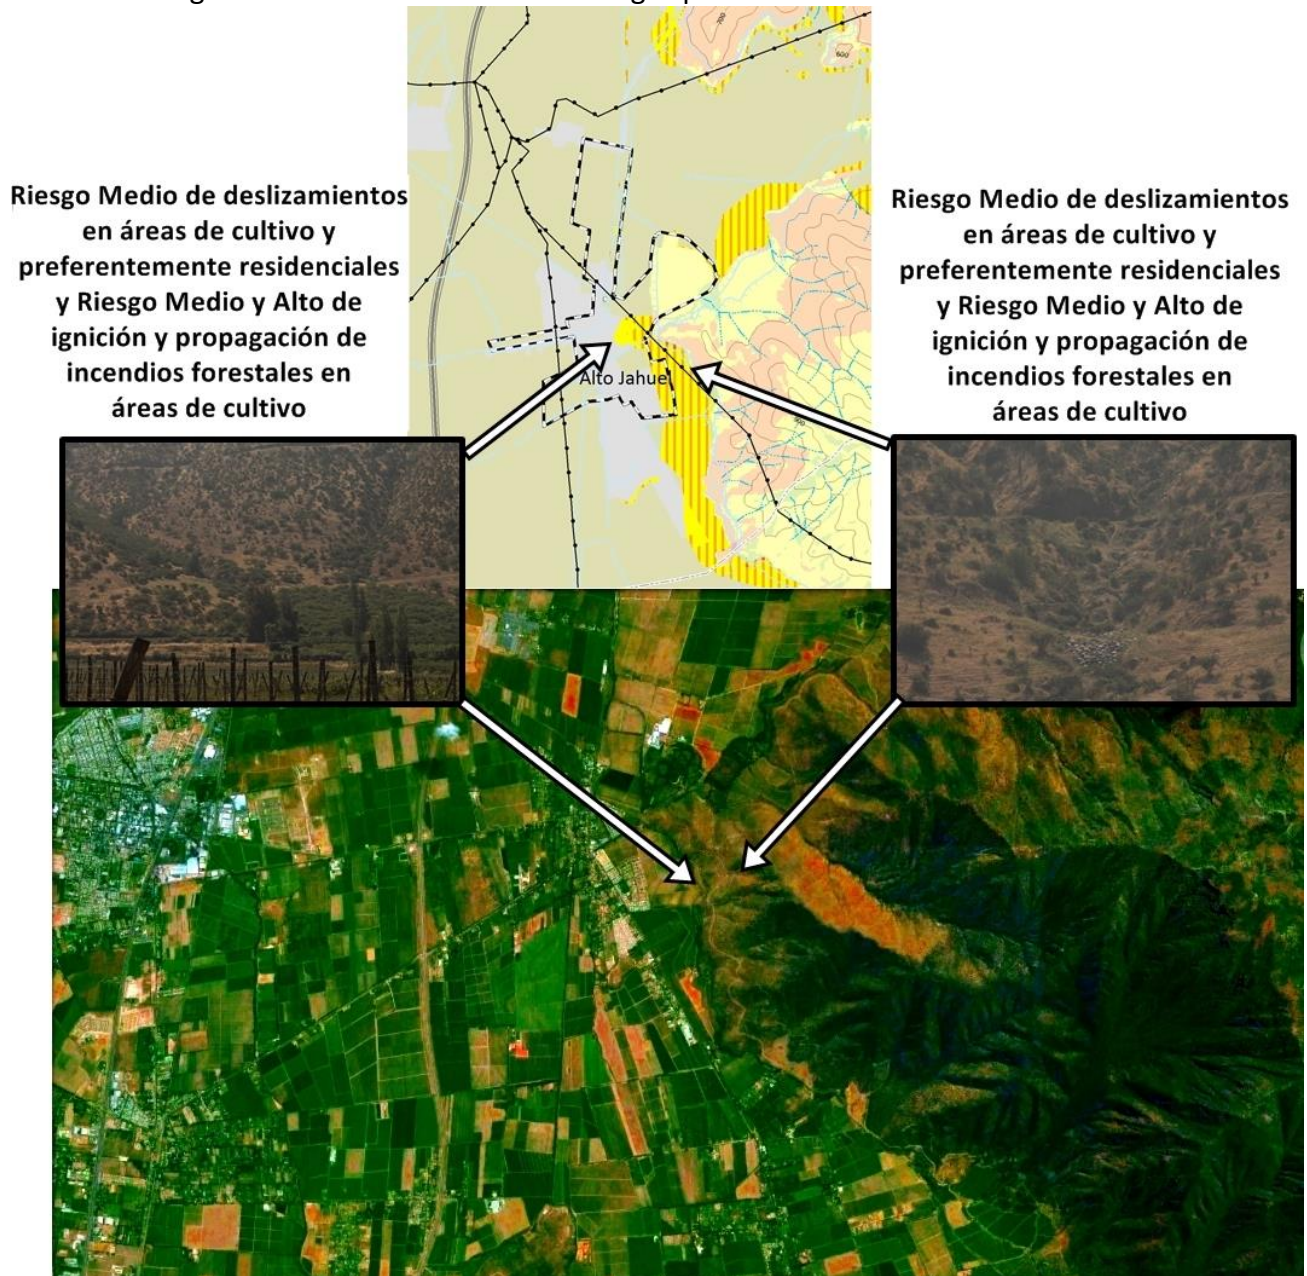 Riesgo Medio de deslizamientos
en áreas de cultivo y
preferentemente residenciales
y Riesgo Medio y Alto de
ignición y propagación de
incendios forestales en
áreas de cultivo
700
600
Alto Jahuel
Riesgo Medio de deslizamientos
en áreas de cultivo y
preferentemente residenciales
y Riesgo Medio y Alto de
ignición y propagación de
incendios forestales en
áreas de cultivo